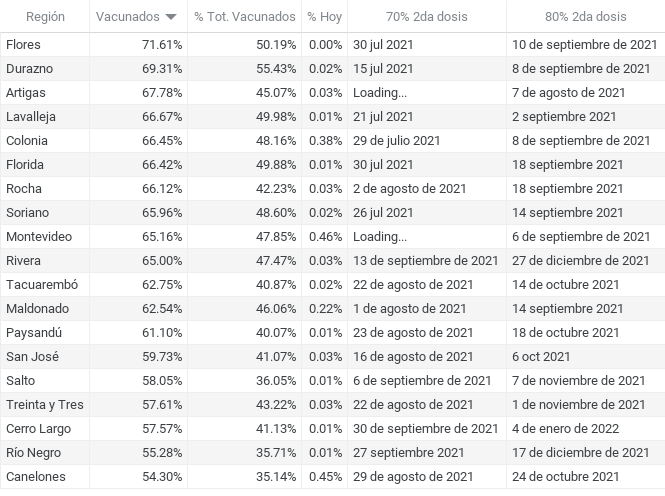 Región Vacunados % Tot. Vacunados % Hoy 70% 2da dosis 80% 2da dosis
Flores 71.61% 50.19% 0.00% 30 jul 2021 10 de septiembre de 2021
Durazno 69.31% 55.43% 0.02% 15 jul 2021 8 de septiembre de 2021
Artigas 67.78% 45.07% 0.03% Loading... 7 de agosto de 2021
Lavalleja 66.67% 49.98% 0.01% 21 jul 2021 2 septiembre 2021
Colonia 66.45% 48.16% 0.38% 29 de julio 2021 8 de septiembre de 2021
Florida 66.42% 49.88% 0.01% 30 jul 2021 18 septiembre 2021
Rocha 66.12% 42.23% 0.03% 2 de agosto de 2021 18 septiembre 2021
Soriano 65.96% 48.60% 0.02% 26 jul 2021 14 septiembre 2021
Montevideo 65.16% 47.85% 0.46% Loading... 6 de septiembre de 2021
Rivera 65.00% 47.47% 0.03% 13 de septiembre de 2021 27 de diciembre de 2021
Tacuarembó 62.75% 40.87% 0.02% 22 de agosto de 2021 14 de octubre de 2021
Maldonado 62.54% 46.06% 0.22% 1 de agosto de 2021 14 septiembre 2021
Paysandú 61.10% 40.07% 0.01% 23 de agosto de 2021 18 de octubre de 2021
San José 59.73% 41.07% 0.03% 16 de agosto de 2021 6 oct 2021
Salto 58.05% 36.05% 0.01% 6 de septiembre de 2021 7 de noviembre de 2021
Treinta y Tres 57.61% 43.22% 0.03% 22 de agosto de 2021 1 de noviembre de 2021
Cerro Largo 57.57% 41.13% 0.01% 30 de septiembre de 2021 4 de enero de 2022
Río Negro 55.28% 35.71% 0.01% 27 septiembre 2021 17 de diciembre de 2021
Canelones 54.30% 35.14% 0.45% 29 de agosto de 2021 24 de octubre de 2021